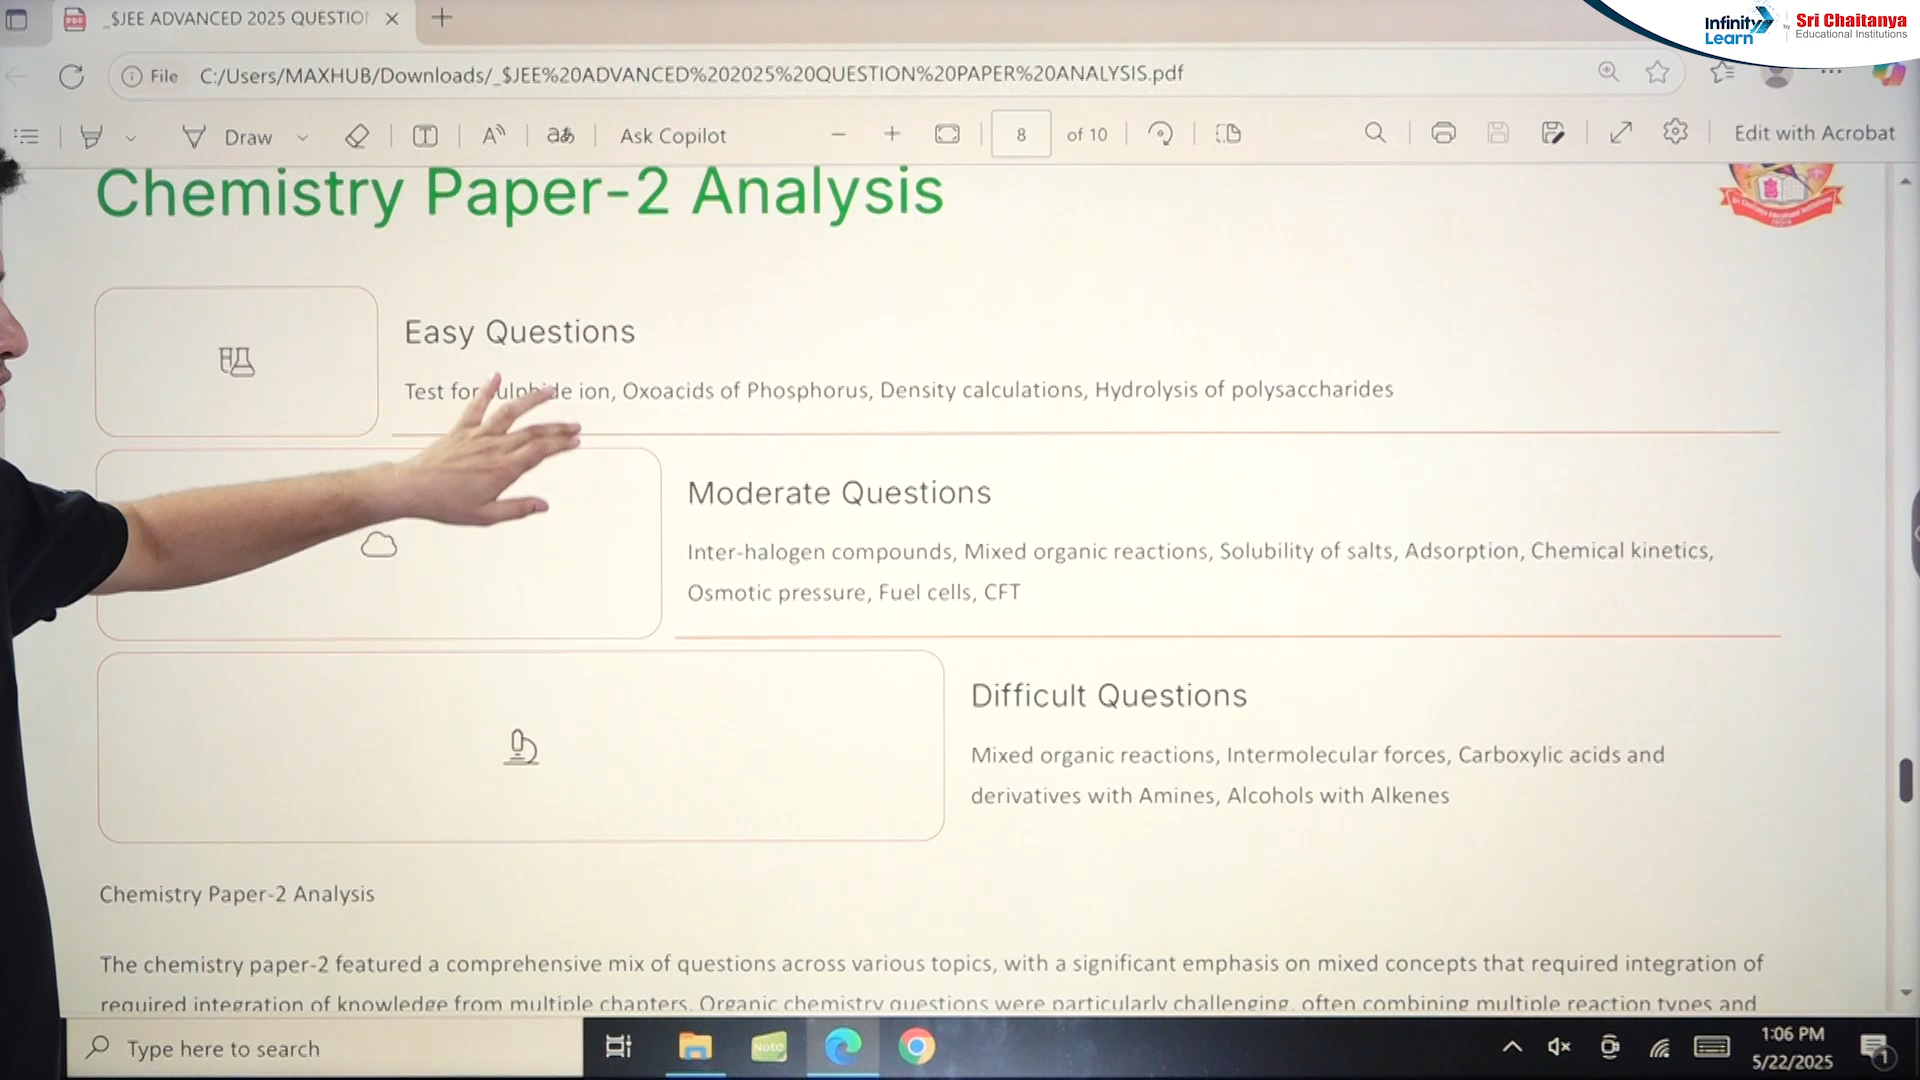 _$JEE ADVANCED 2025 QUESTIO
Infinity Learn by Sri Chaitanya Educational Institutions
File C:/Users/MAXHUB/Downloads/_$JEE%20ADVANCED%202025%20QUESTION%20PAPER%20ANALYSIS.pdf
Draw Ask Copilot 8 of 10 Edit with Acrobat
Chemistry Paper-2 Analysis
Easy Questions
Test for Sulphide ion, Oxoacids of Phosphorus, Density calculations, Hydrolysis of polysaccharides
Moderate Questions
Inter-halogen compounds, Mixed organic reactions, Solubility of salts, Adsorption, Chemical kinetics,
Osmotic pressure, Fuel cells, CFT
Difficult Questions
Mixed organic reactions, Intermolecular forces, Carboxylic acids and
derivatives with Amines, Alcohols with Alkenes
Chemistry Paper-2 Analysis
The chemistry paper-2 featured a comprehensive mix of questions across various topics, with a significant emphasis on mixed concepts that required integration of
required integration of knowledge from multiple chapters. Organic chemistry questions were particularly challenging, often combining multiple reaction types and
Type here to search
Note
1:06 PM
5/22/2025
1